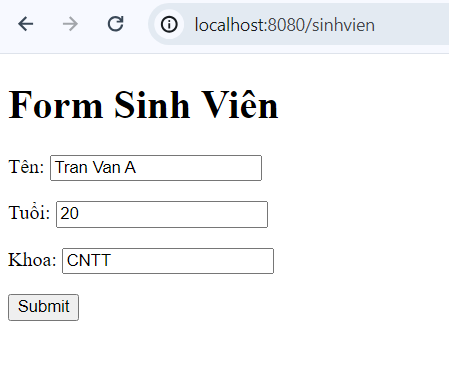 localhost:8080/sinhvien
Form Sinh Viên
Tên: Tran Van A
Tuổi: 20
Khoa: CNTT
Submit